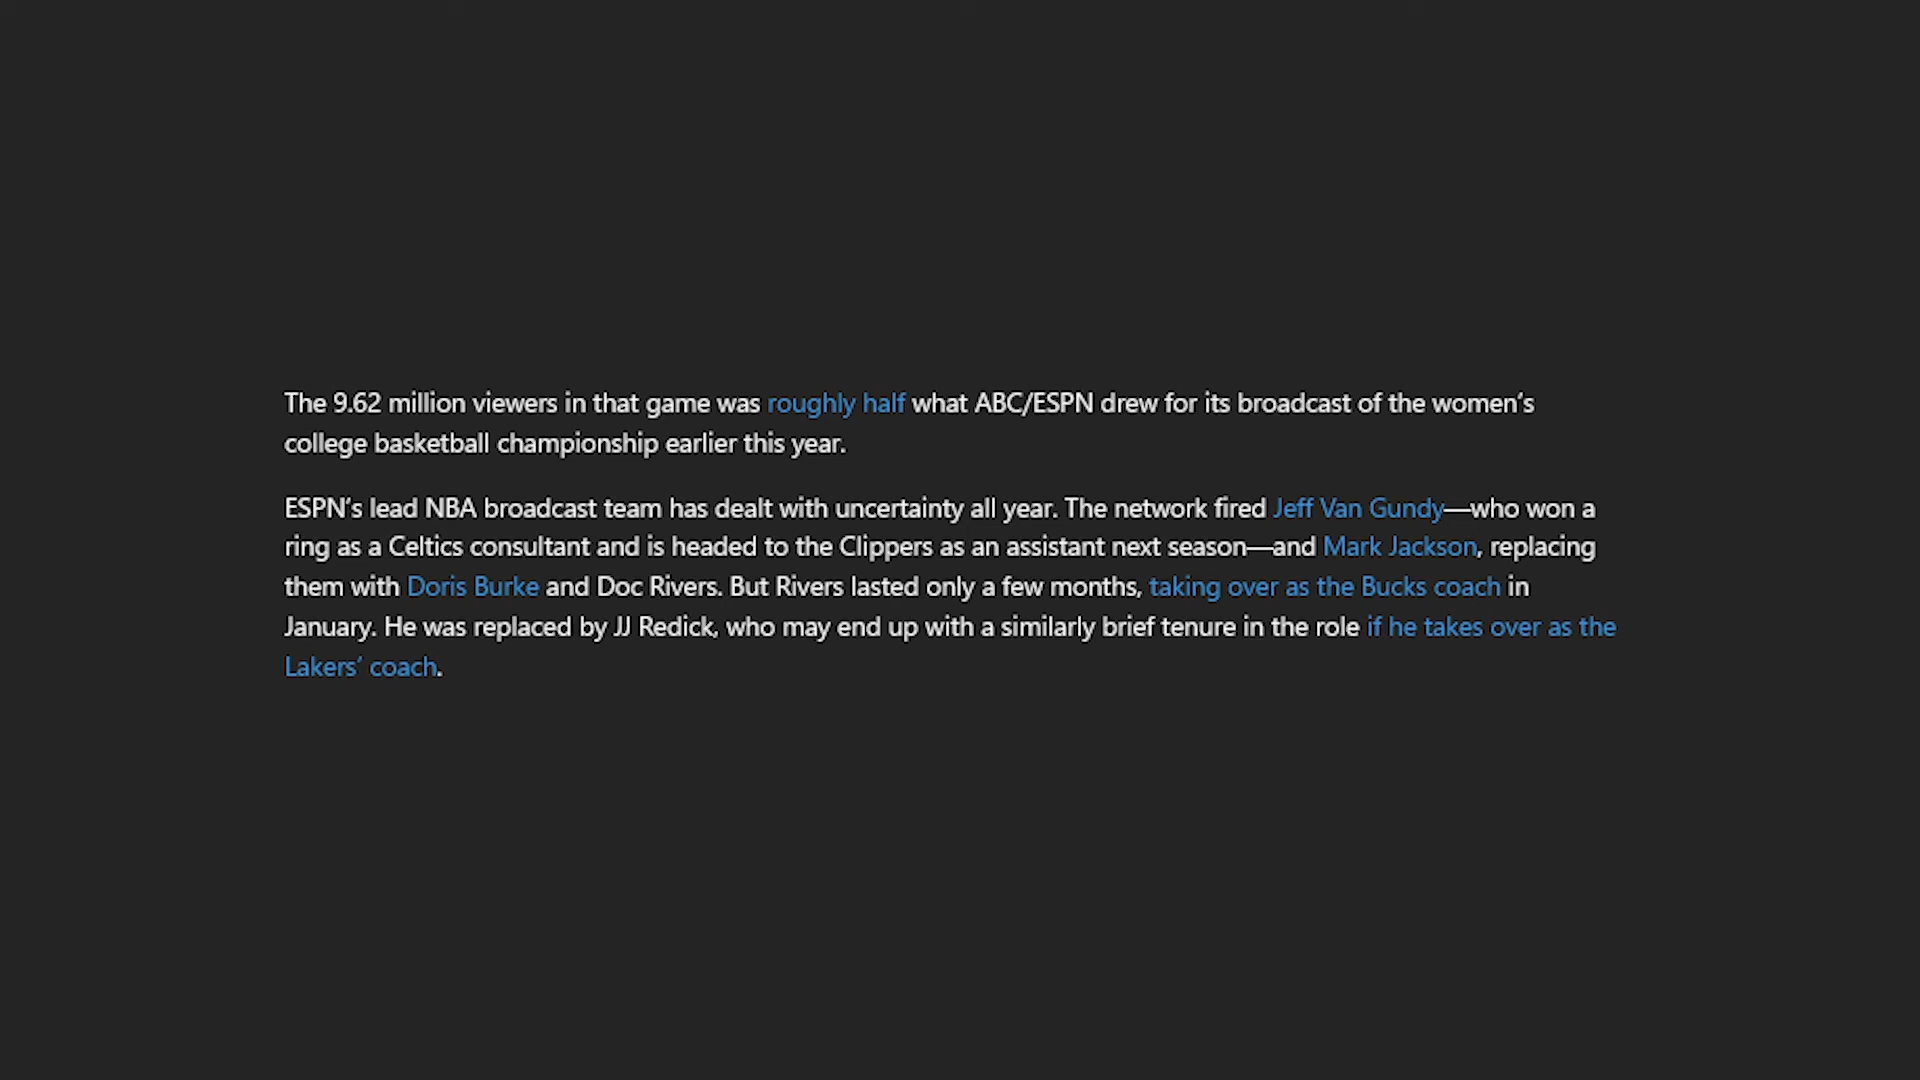 The 9.62 million viewers in that game was roughly half what ABC/ESPN drew for its broadcast of the women’s
college basketball championship earlier this year.
ESPN’s lead NBA broadcast team has dealt with uncertainty all year. The network fired Jeff Van Gundy—who won a
ring as a Celtics consultant and is headed to the Clippers as an assistant next season—and Mark Jackson, replacing
them with Doris Burke and Doc Rivers. But Rivers lasted only a few months, taking over as the Bucks coach in
January. He was replaced by JJ Redick, who may end up with a similarly brief tenure in the role if he takes over as the
Lakers’ coach.